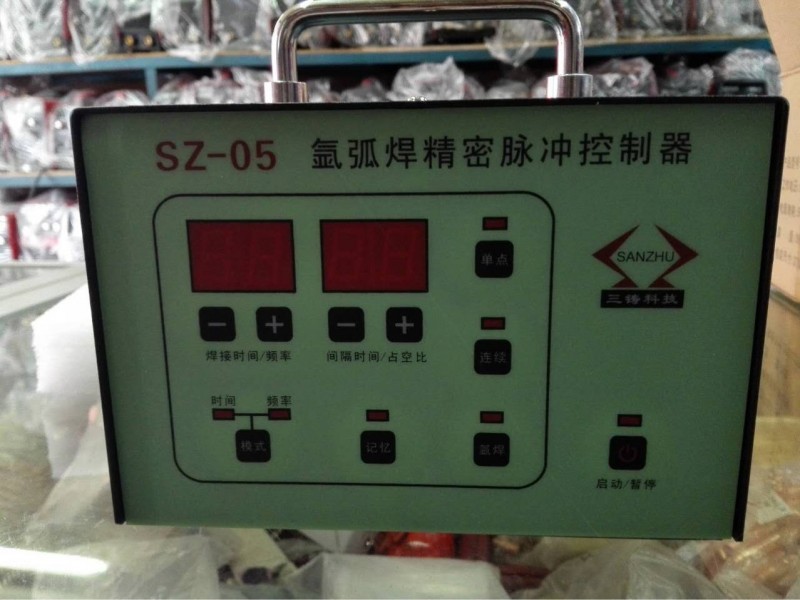 SZ-05 氩弧焊精密脉冲控制器
单点
SANZHU
三铸科技
− +
− +
焊接时间/频率
间隔时间/占空比
连续
时间 频率
模式
记忆
氩焊
启动/暂停